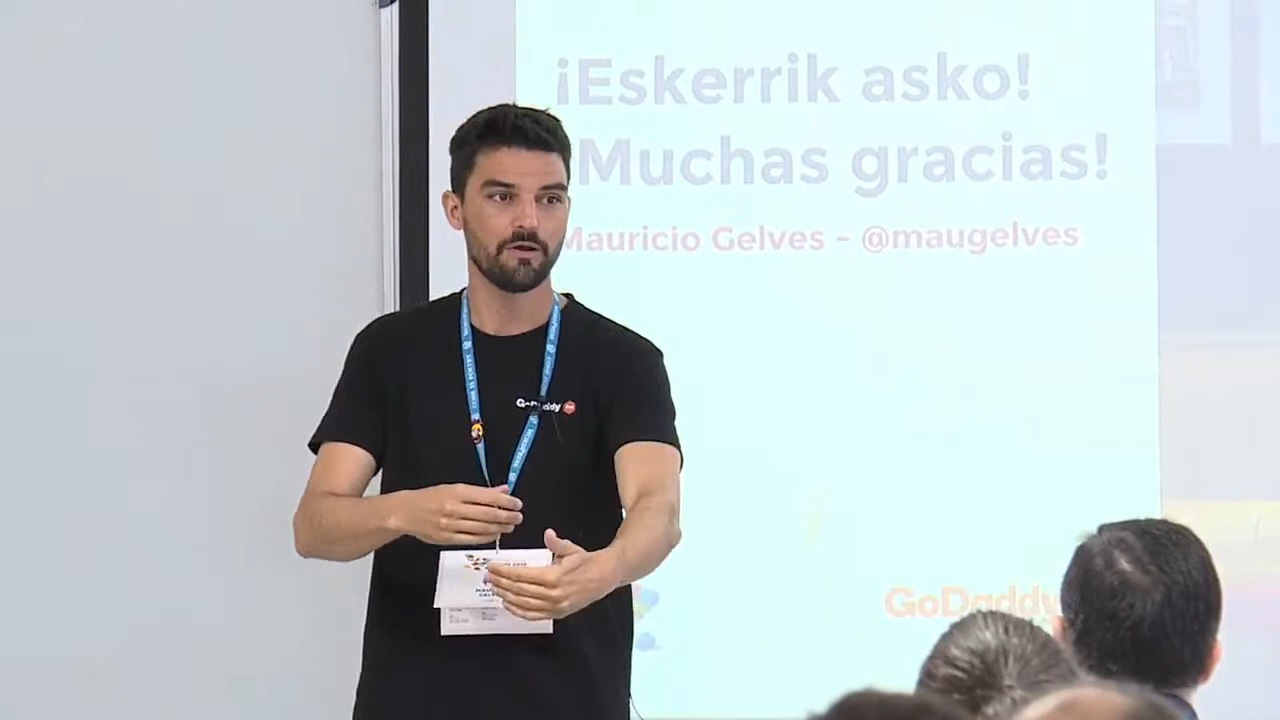 ¡Eskerrik asko!
¡Muchas gracias!
Mauricio Gelves - @maugelves
GoDaddy
GoDaddy